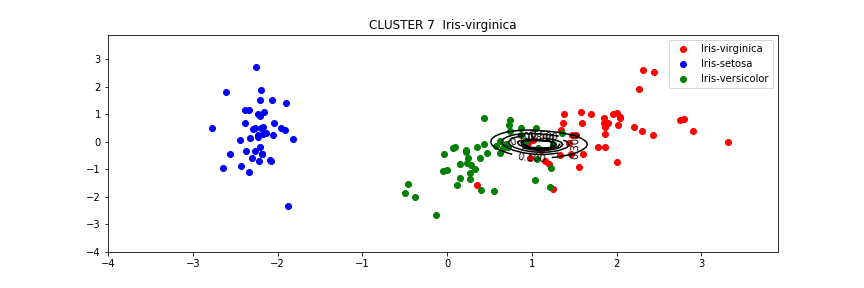 CLUSTER 7  Iris-virginica
Iris-virginica
Iris-setosa
Iris-versicolor
3
2
1
0
−1
−2
−3
−4
−4 −3 −2 −1 0 1 2 3